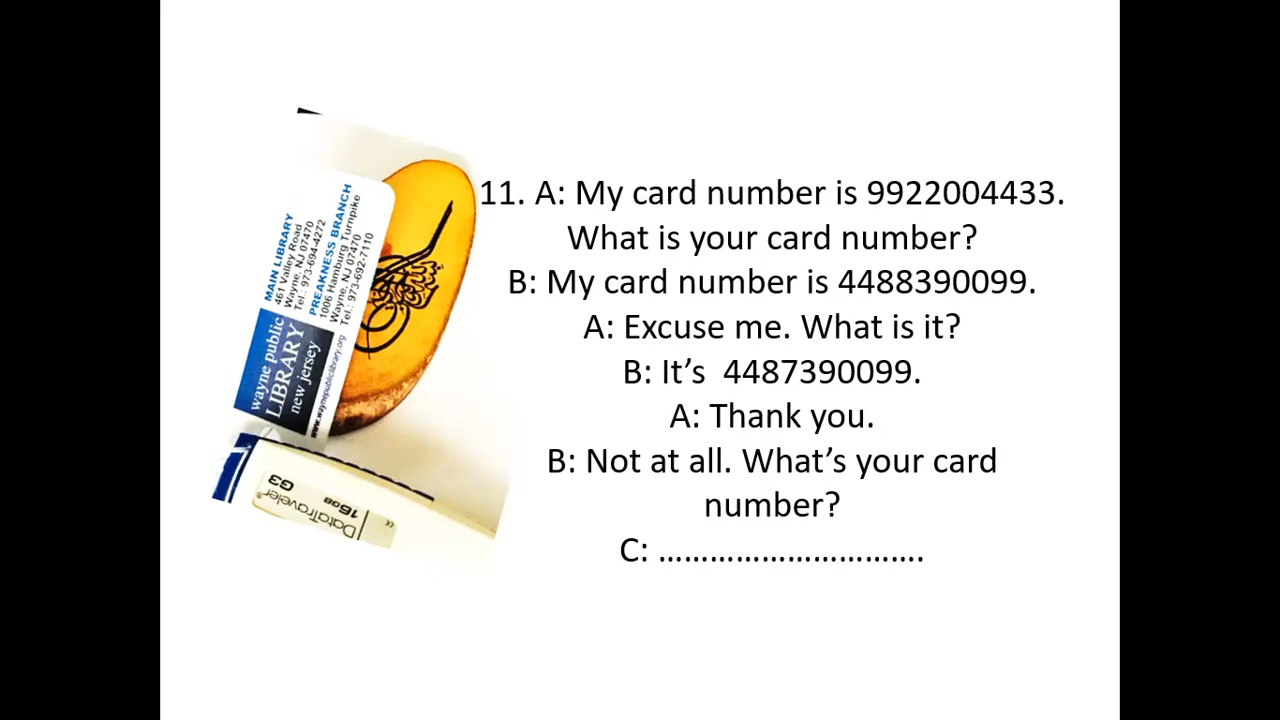 11. A: My card number is 9922004433.
What is your card number?
B: My card number is 4488390099.
A: Excuse me. What is it?
B: It’s  4487390099.
A: Thank you.
B: Not at all. What’s your card
number?
C: ………………………….
MAIN LIBRARY
461 Valley Road
Wayne, NJ 07470
Tel.: 973-694-4272
PREAKNESS BRANCH
1006 Hamburg Turnpike
Wayne, NJ 07470
Tel.: 973-692-7110
wayne public
LIBRARY
new jersey
www.waynepubliclibrary.org
DataTraveler®
G3
16GB